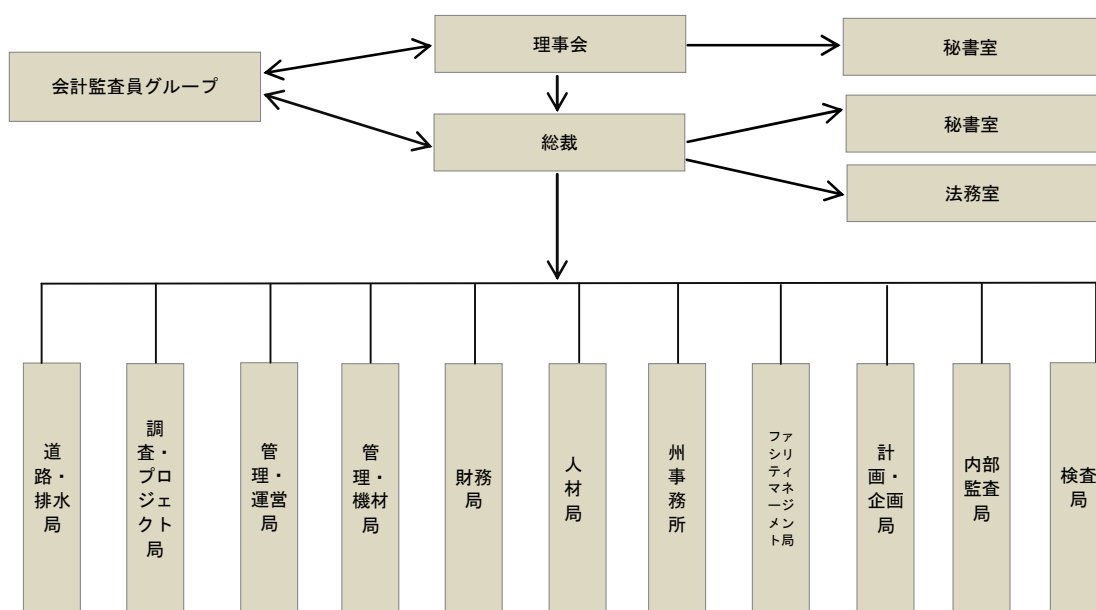 理事会
秘書室
会計監査員グループ
総裁
秘書室
法務室
道
路・
排水
局
調
査・
プロ
ジェ
クト
局
管
理・
運営
局
管
理・
機材
局
財務
局
人
材
局
州
事
務
所
ファ
シリ
ティ
マネ
ージ
メン
ト局
計
画・
企画
局
内部
監査
局
検査
局